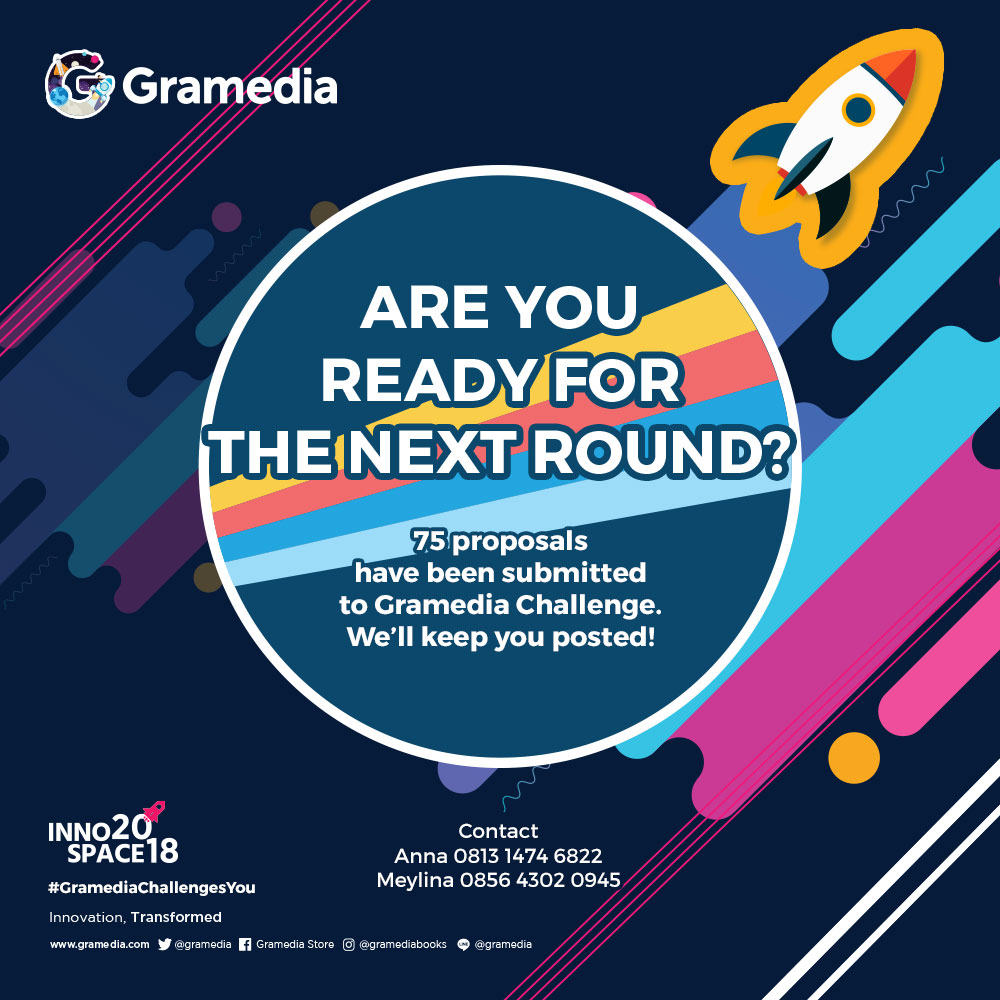 Gramedia
ARE YOU
READY FOR
THE NEXT ROUND?
75 proposals
have been submitted
to Gramedia Challenge.
We'll keep you posted!
INNO20
SPACE18
#GramediaChallengesYou
Innovation, Transformed
Contact
Anna 0813 1474 6822
Meylina 0856 4302 0945
www.gramedia.com @gramedia Gramedia Store @gramediabooks LINE @gramedia